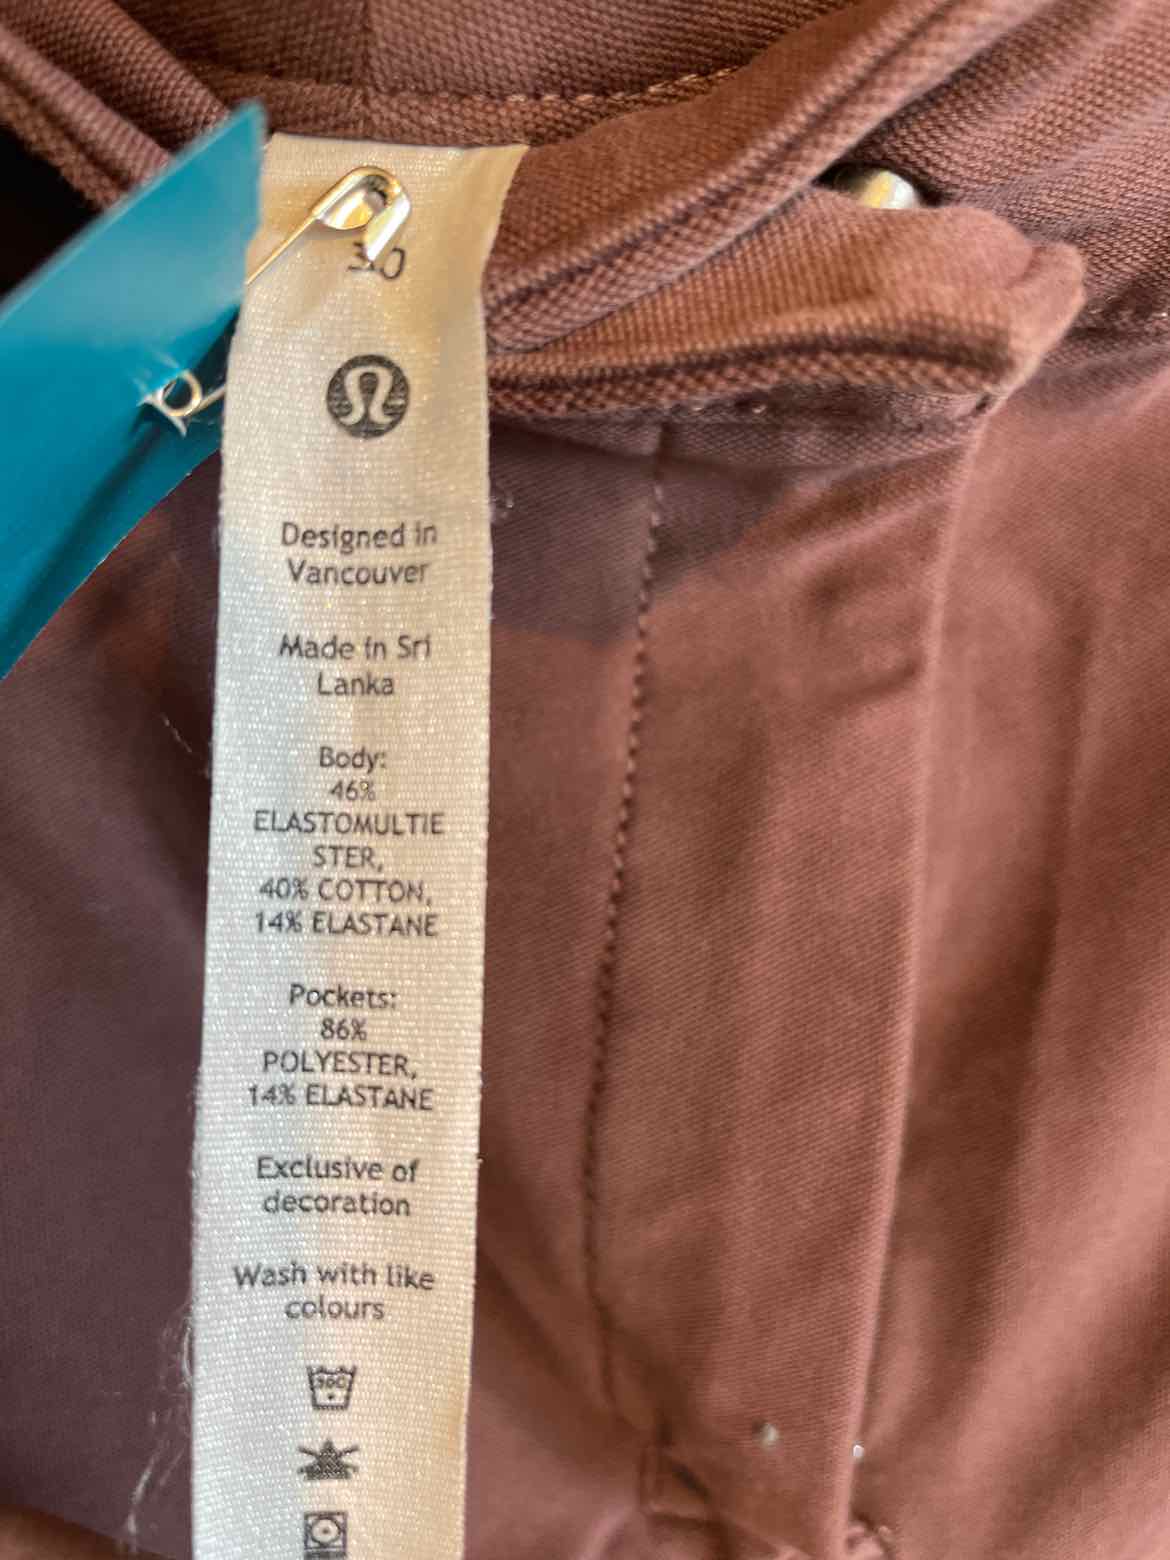 30
Designed in
Vancouver
Made in Sri
Lanka
Body:
46%
ELASTOMULTIE
STER,
40% COTTON,
14% ELASTANE
Pockets:
86%
POLYESTER,
14% ELASTANE
Exclusive of
decoration
Wash with like
colours
30C